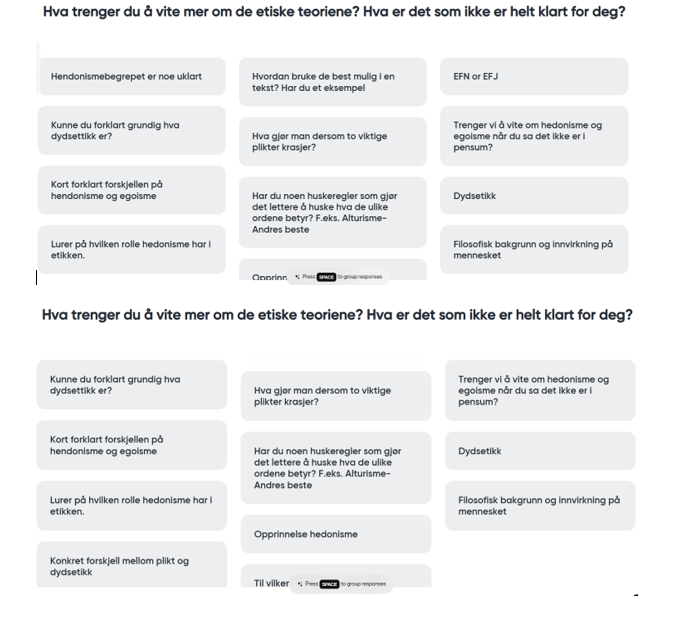 Hva trenger du å vite mer om de etiske teoriene? Hva er det som ikke er helt klart for deg?
Hendonismebegrepet er noe uklart
Kunne du forklart grundig hva
dydsettikk er?
Kort forklart forskjellen på
hendonisme og egoisme
Lurer på hvilken rolle hedonisme har i
etikken.
Hvordan bruke de best mulig i en
tekst? Har du et eksempel
Hva gjør man dersom to viktige
plikter krasjer?
Har du noen huskeregler som gjør
det lettere å huske hva de ulike
ordene betyr? F.eks. Alturisme-
Andres beste
Opprinn
Press SPACE to group responses
EFN or EFJ
Trenger vi å vite om hedonisme og
egoisme når du sa det ikke er i
pensum?
Dydsetikk
Filosofisk bakgrunn og innvirkning på
mennesket
Hva trenger du å vite mer om de etiske teoriene? Hva er det som ikke er helt klart for deg?
Kunne du forklart grundig hva
dydsettikk er?
Kort forklart forskjellen på
hendonisme og egoisme
Lurer på hvilken rolle hedonisme har i
etikken.
Konkret forskjell mellom plikt og
dydsetikk
Hva gjør man dersom to viktige
plikter krasjer?
Har du noen huskeregler som gjør
det lettere å huske hva de ulike
ordene betyr? F.eks. Alturisme-
Andres beste
Opprinnelse hedonisme
Til vilker
Press SPACE to group responses
Trenger vi å vite om hedonisme og
egoisme når du sa det ikke er i
pensum?
Dydsetikk
Filosofisk bakgrunn og innvirkning på
mennesket